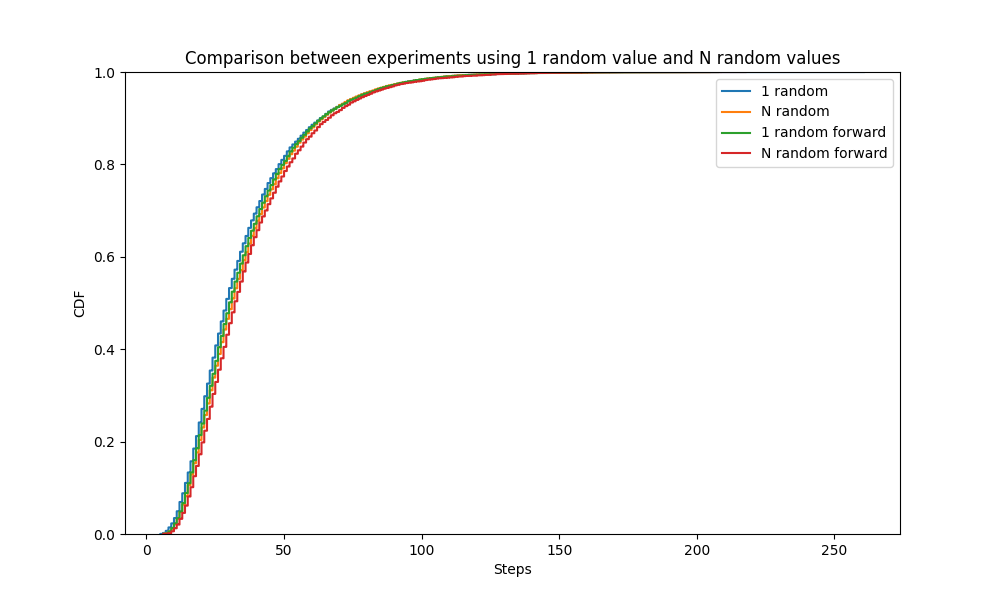 Comparison between experiments using 1 random value and N random values
1.0
0.8
0.6
0.4
0.2
0.0
CDF
0
50
100
150
200
250
Steps
1 random
N random
1 random forward
N random forward